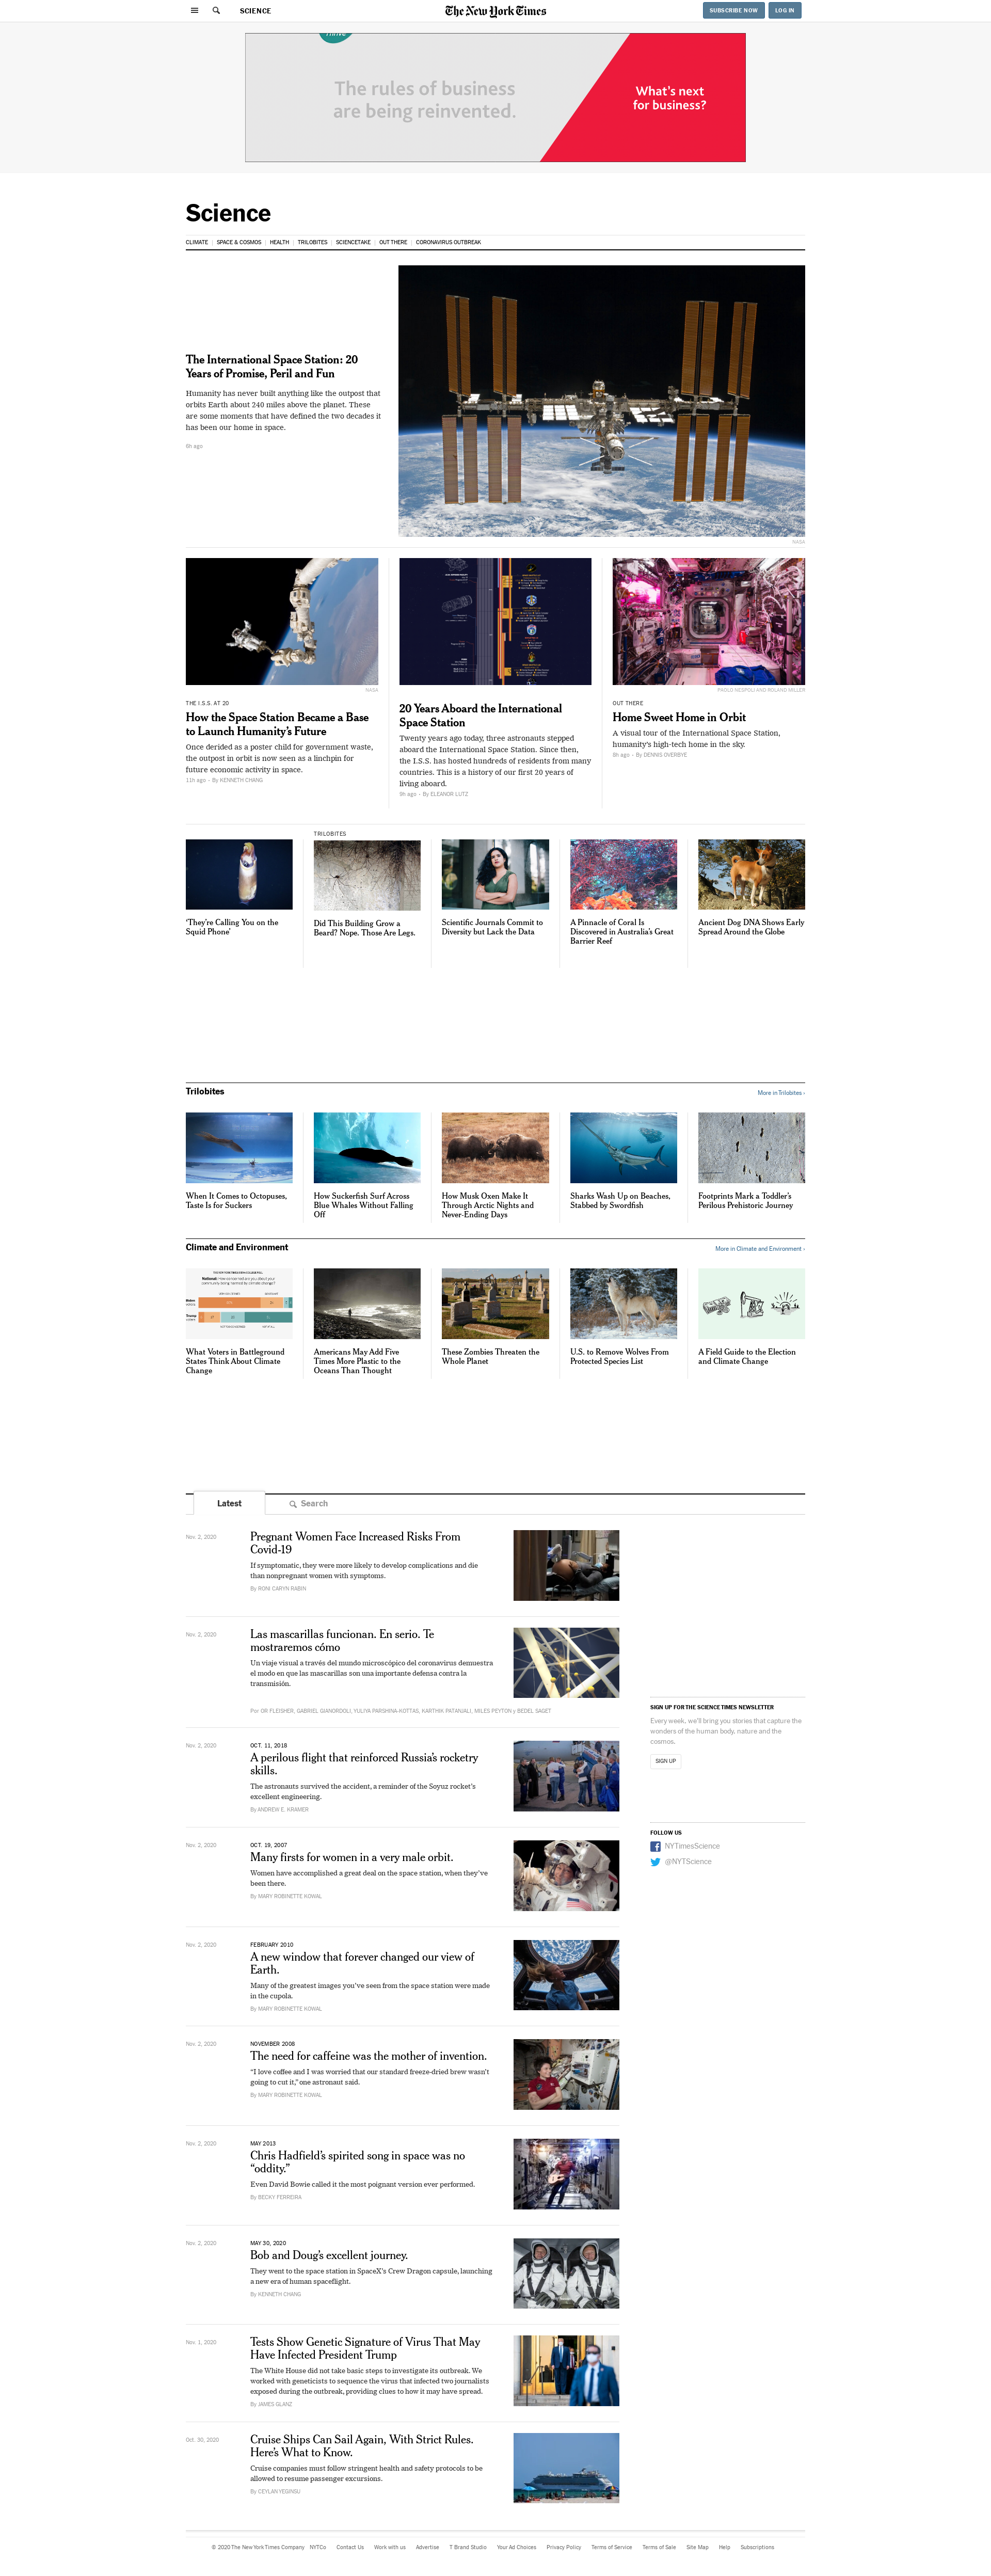 SCIENCE
The New York Times
SUBSCRIBE NOW
LOG IN
The rules of business
are being reinvented.
What's next
for business?
Science
CLIMATE
SPACE & COSMOS
HEALTH
TRILOBITES
SCIENCETAKE
OUT THERE
CORONAVIRUS OUTBREAK
The International Space Station: 20
Years of Promise, Peril and Fun
Humanity has never built anything like the outpost that
orbits Earth about 240 miles above the planet. These
are some moments that have defined the two decades it
has been our home in space.
6h ago
NASA
NASA
THE I.S.S. AT 20
How the Space Station Became a Base
to Launch Humanity's Future
Once derided as a poster child for government waste,
the outpost in orbit is now seen as a linchpin for
future economic activity in space.
11h ago • By KENNETH CHANG
20 Years Aboard the International
Space Station
Twenty years ago today, three astronauts stepped
aboard the International Space Station. Since then,
the I.S.S. has hosted hundreds of residents from many
countries. This is a history of our first 20 years of
living aboard.
9h ago • By ELEANOR LUTZ
PAOLO NESPOLI AND ROLAND MILLER
OUT THERE
Home Sweet Home in Orbit
A visual tour of the International Space Station,
humanity's high-tech home in the sky.
8h ago • By DENNIS OVERBYE
'They're Calling You on the
Squid Phone'
TRILOBITES
Did This Building Grow a
Beard? Nope. Those Are Legs.
Scientific Journals Commit to
Diversity but Lack the Data
A Pinnacle of Coral Is
Discovered in Australia's Great
Barrier Reef
Ancient Dog DNA Shows Early
Spread Around the Globe
Trilobites
More in Trilobites ›
When It Comes to Octopuses,
Taste Is for Suckers
How Suckerfish Surf Across
Blue Whales Without Falling
Off
How Musk Oxen Make It
Through Arctic Nights and
Never-Ending Days
Sharks Wash Up on Beaches,
Stabbed by Swordfish
Footprints Mark a Toddler's
Perilous Prehistoric Journey
Climate and Environment
More in Climate and Environment ›
What Voters in Battleground
States Think About Climate
Change
Americans May Add Five
Times More Plastic to the
Oceans Than Thought
These Zombies Threaten the
Whole Planet
U.S. to Remove Wolves From
Protected Species List
A Field Guide to the Election
and Climate Change
Latest
Search
Nov. 2, 2020
Pregnant Women Face Increased Risks From
Covid-19
If symptomatic, they were more likely to develop complications and die
than nonpregnant women with symptoms.
By RONI CARYN RABIN
Nov. 2, 2020
Las mascarillas funcionan. En serio. Te
mostraremos cómo
Un viaje visual a través del mundo microscópico del coronavirus demuestra
el modo en que las mascarillas son una importante defensa contra la
transmisión.
Por OR FLEISHER, GABRIEL GIANORDOLI, YULIYA PARSHINA-KOTTAS, KARTHIK PATANJALI, MILES PEYTON y BEDEL SAGET
Nov. 2, 2020
OCT. 11, 2018
A perilous flight that reinforced Russia's rocketry
skills.
The astronauts survived the accident, a reminder of the Soyuz rocket's
excellent engineering.
By ANDREW E. KRAMER
Nov. 2, 2020
OCT. 19, 2007
Many firsts for women in a very male orbit.
Women have accomplished a great deal on the space station, when they've
been there.
By MARY ROBINETTE KOWAL
Nov. 2, 2020
FEBRUARY 2010
A new window that forever changed our view of
Earth.
Many of the greatest images you've seen from the space station were made
in the cupola.
By MARY ROBINETTE KOWAL
Nov. 2, 2020
NOVEMBER 2008
The need for caffeine was the mother of invention.
“I love coffee and I was worried that our standard freeze-dried brew wasn't
going to cut it,” one astronaut said.
By MARY ROBINETTE KOWAL
Nov. 2, 2020
MAY 2013
Chris Hadfield's spirited song in space was no
“oddity.”
Even David Bowie called it the most poignant version ever performed.
By BECKY FERREIRA
Nov. 2, 2020
MAY 30, 2020
Bob and Doug's excellent journey.
They went to the space station in SpaceX's Crew Dragon capsule, launching
a new era of human spaceflight.
By KENNETH CHANG
Nov. 1, 2020
Tests Show Genetic Signature of Virus That May
Have Infected President Trump
The White House did not take basic steps to investigate its outbreak. We
worked with geneticists to sequence the virus that infected two journalists
exposed during the outbreak, providing clues to how it may have spread.
By JAMES GLANZ
Oct. 30, 2020
Cruise Ships Can Sail Again, With Strict Rules.
Here's What to Know.
Cruise companies must follow stringent health and safety protocols to be
allowed to resume passenger excursions.
By CEYLAN YEGINSU
SIGN UP FOR THE SCIENCE TIMES NEWSLETTER
Every week, we'll bring you stories that capture the
wonders of the human body, nature and the
cosmos.
SIGN UP
FOLLOW US
NYTimesScience
@NYTScience
© 2020 The New York Times Company
NYTCo
Contact Us
Work with us
Advertise
T Brand Studio
Your Ad Choices
Privacy Policy
Terms of Service
Terms of Sale
Site Map
Help
Subscriptions